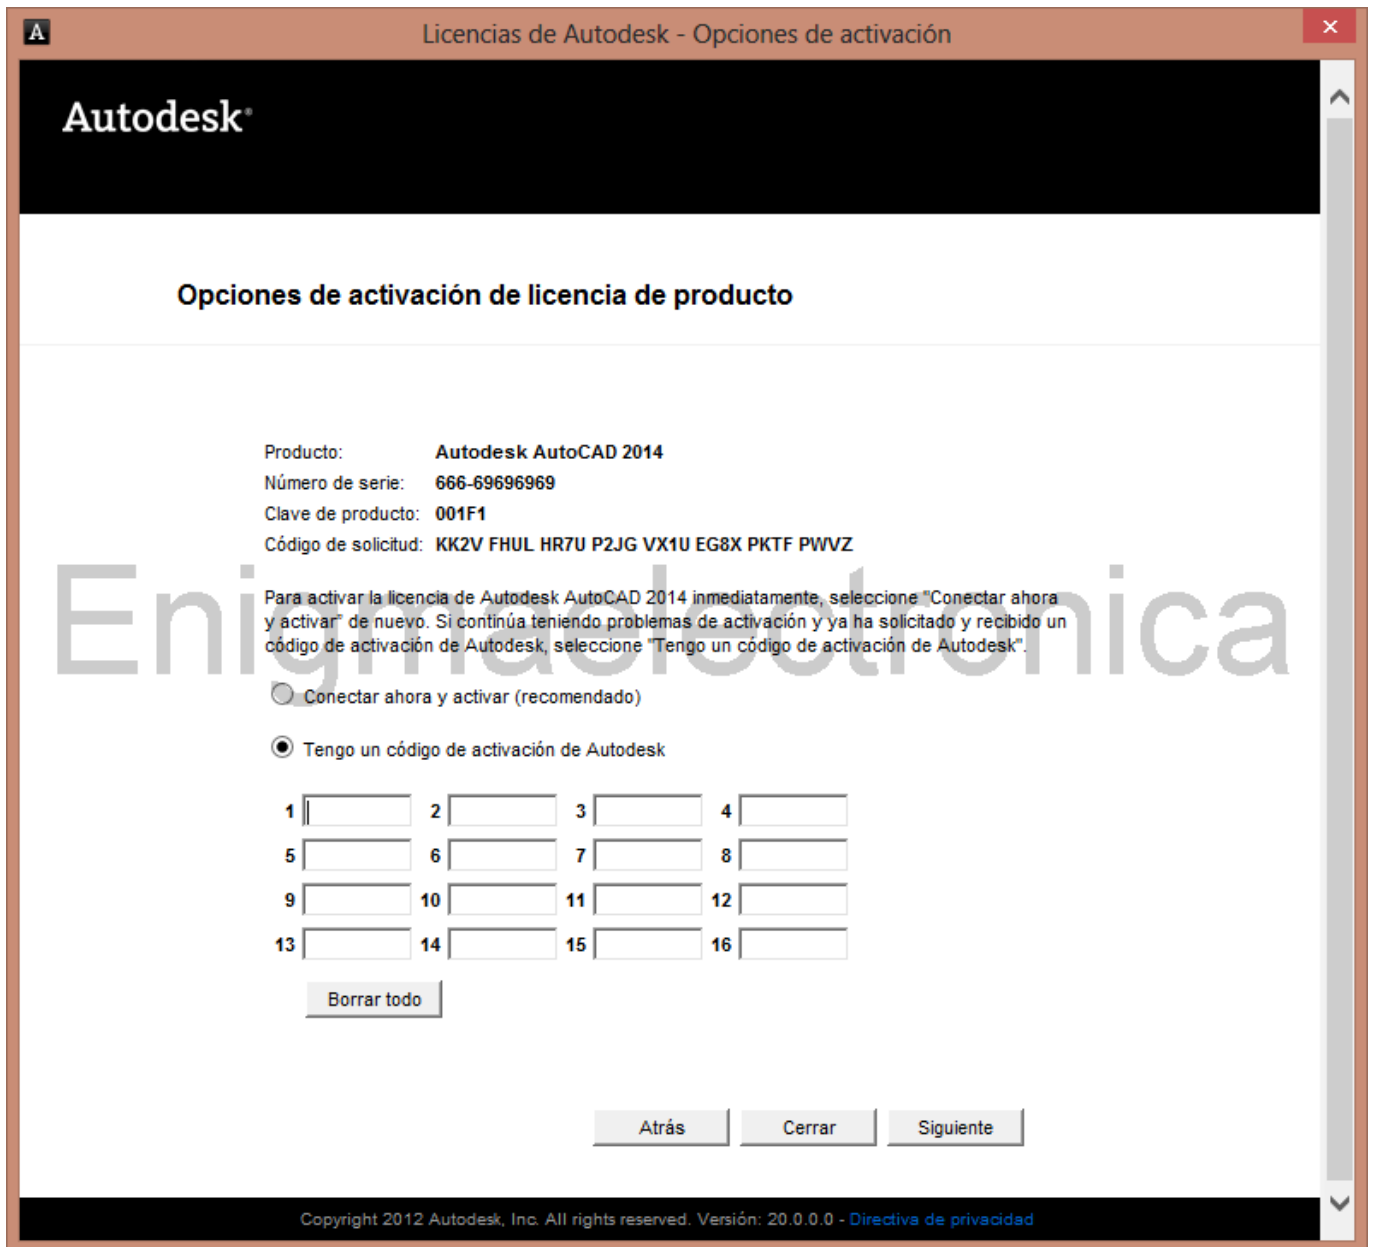 A
Licencias de Autodesk - Opciones de activación
Autodesk®
Opciones de activación de licencia de producto
Producto: Autodesk AutoCAD 2014
Número de serie: 666-69696969
Clave de producto: 001F1
Código de solicitud: KK2V FHUL HR7U P2JG VX1U EG8X PKTF PWVZ
Enigmaelectronica
Para activar la licencia de Autodesk AutoCAD 2014 inmediatamente, seleccione "Conectar ahora
y activar" de nuevo. Si continúa teniendo problemas de activación y ya ha solicitado y recibido un
código de activación de Autodesk, seleccione "Tengo un código de activación de Autodesk".
Conectar ahora y activar (recomendado)
Tengo un código de activación de Autodesk
1 2 3 4
5 6 7 8
9 10 11 12
13 14 15 16
Borrar todo
Atrás Cerrar Siguiente
Copyright 2012 Autodesk, Inc. All rights reserved. Versión: 20.0.0.0 - Directiva de privacidad